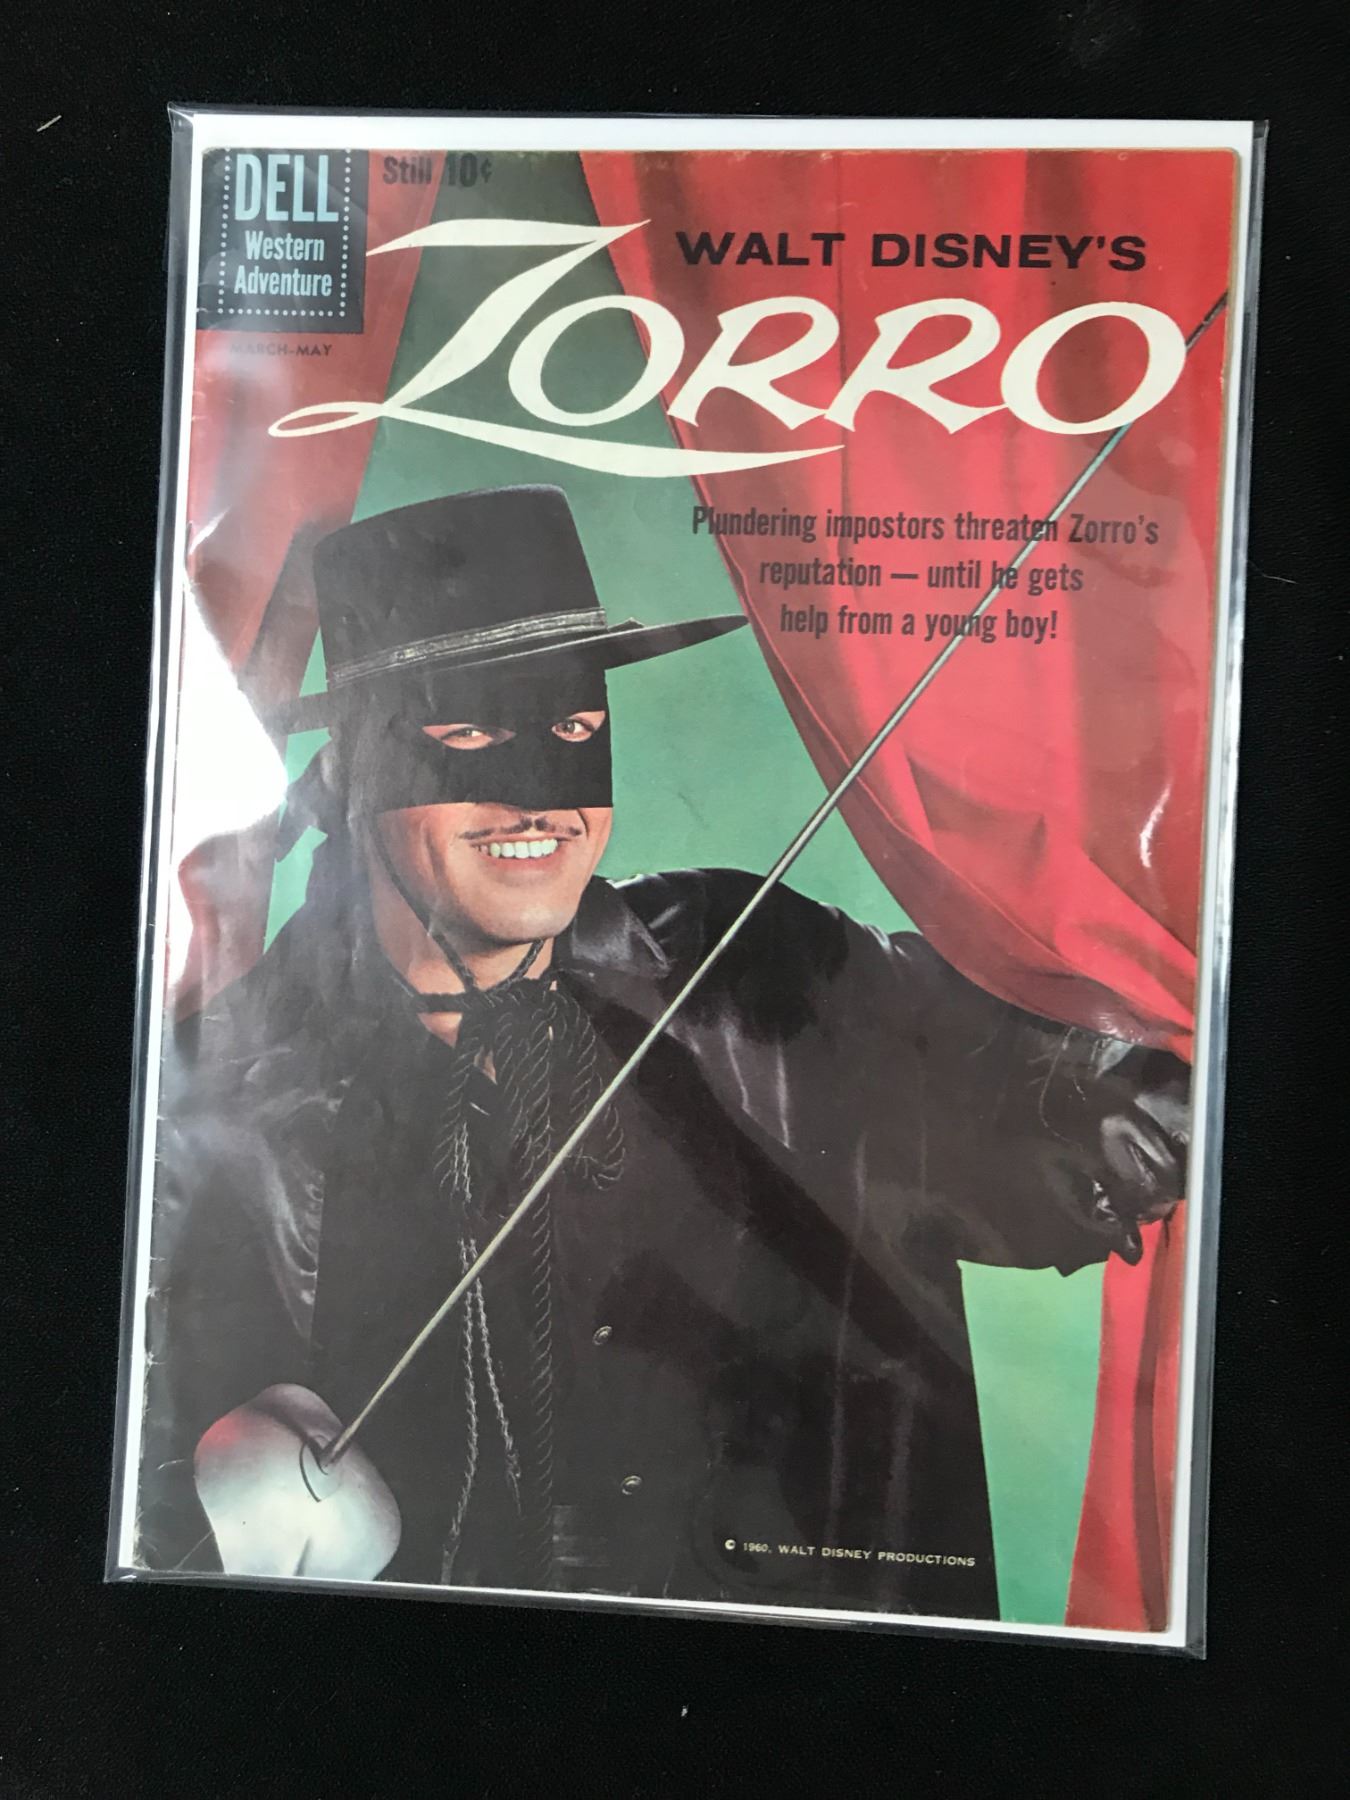 DELL
Western
Adventure
MARCH-MAY
Still 10¢
WALT DISNEY'S
ZORRO
Plundering impostors threaten Zorro's
reputation — until he gets
help from a young boy!
© 1960, WALT DISNEY PRODUCTIONS